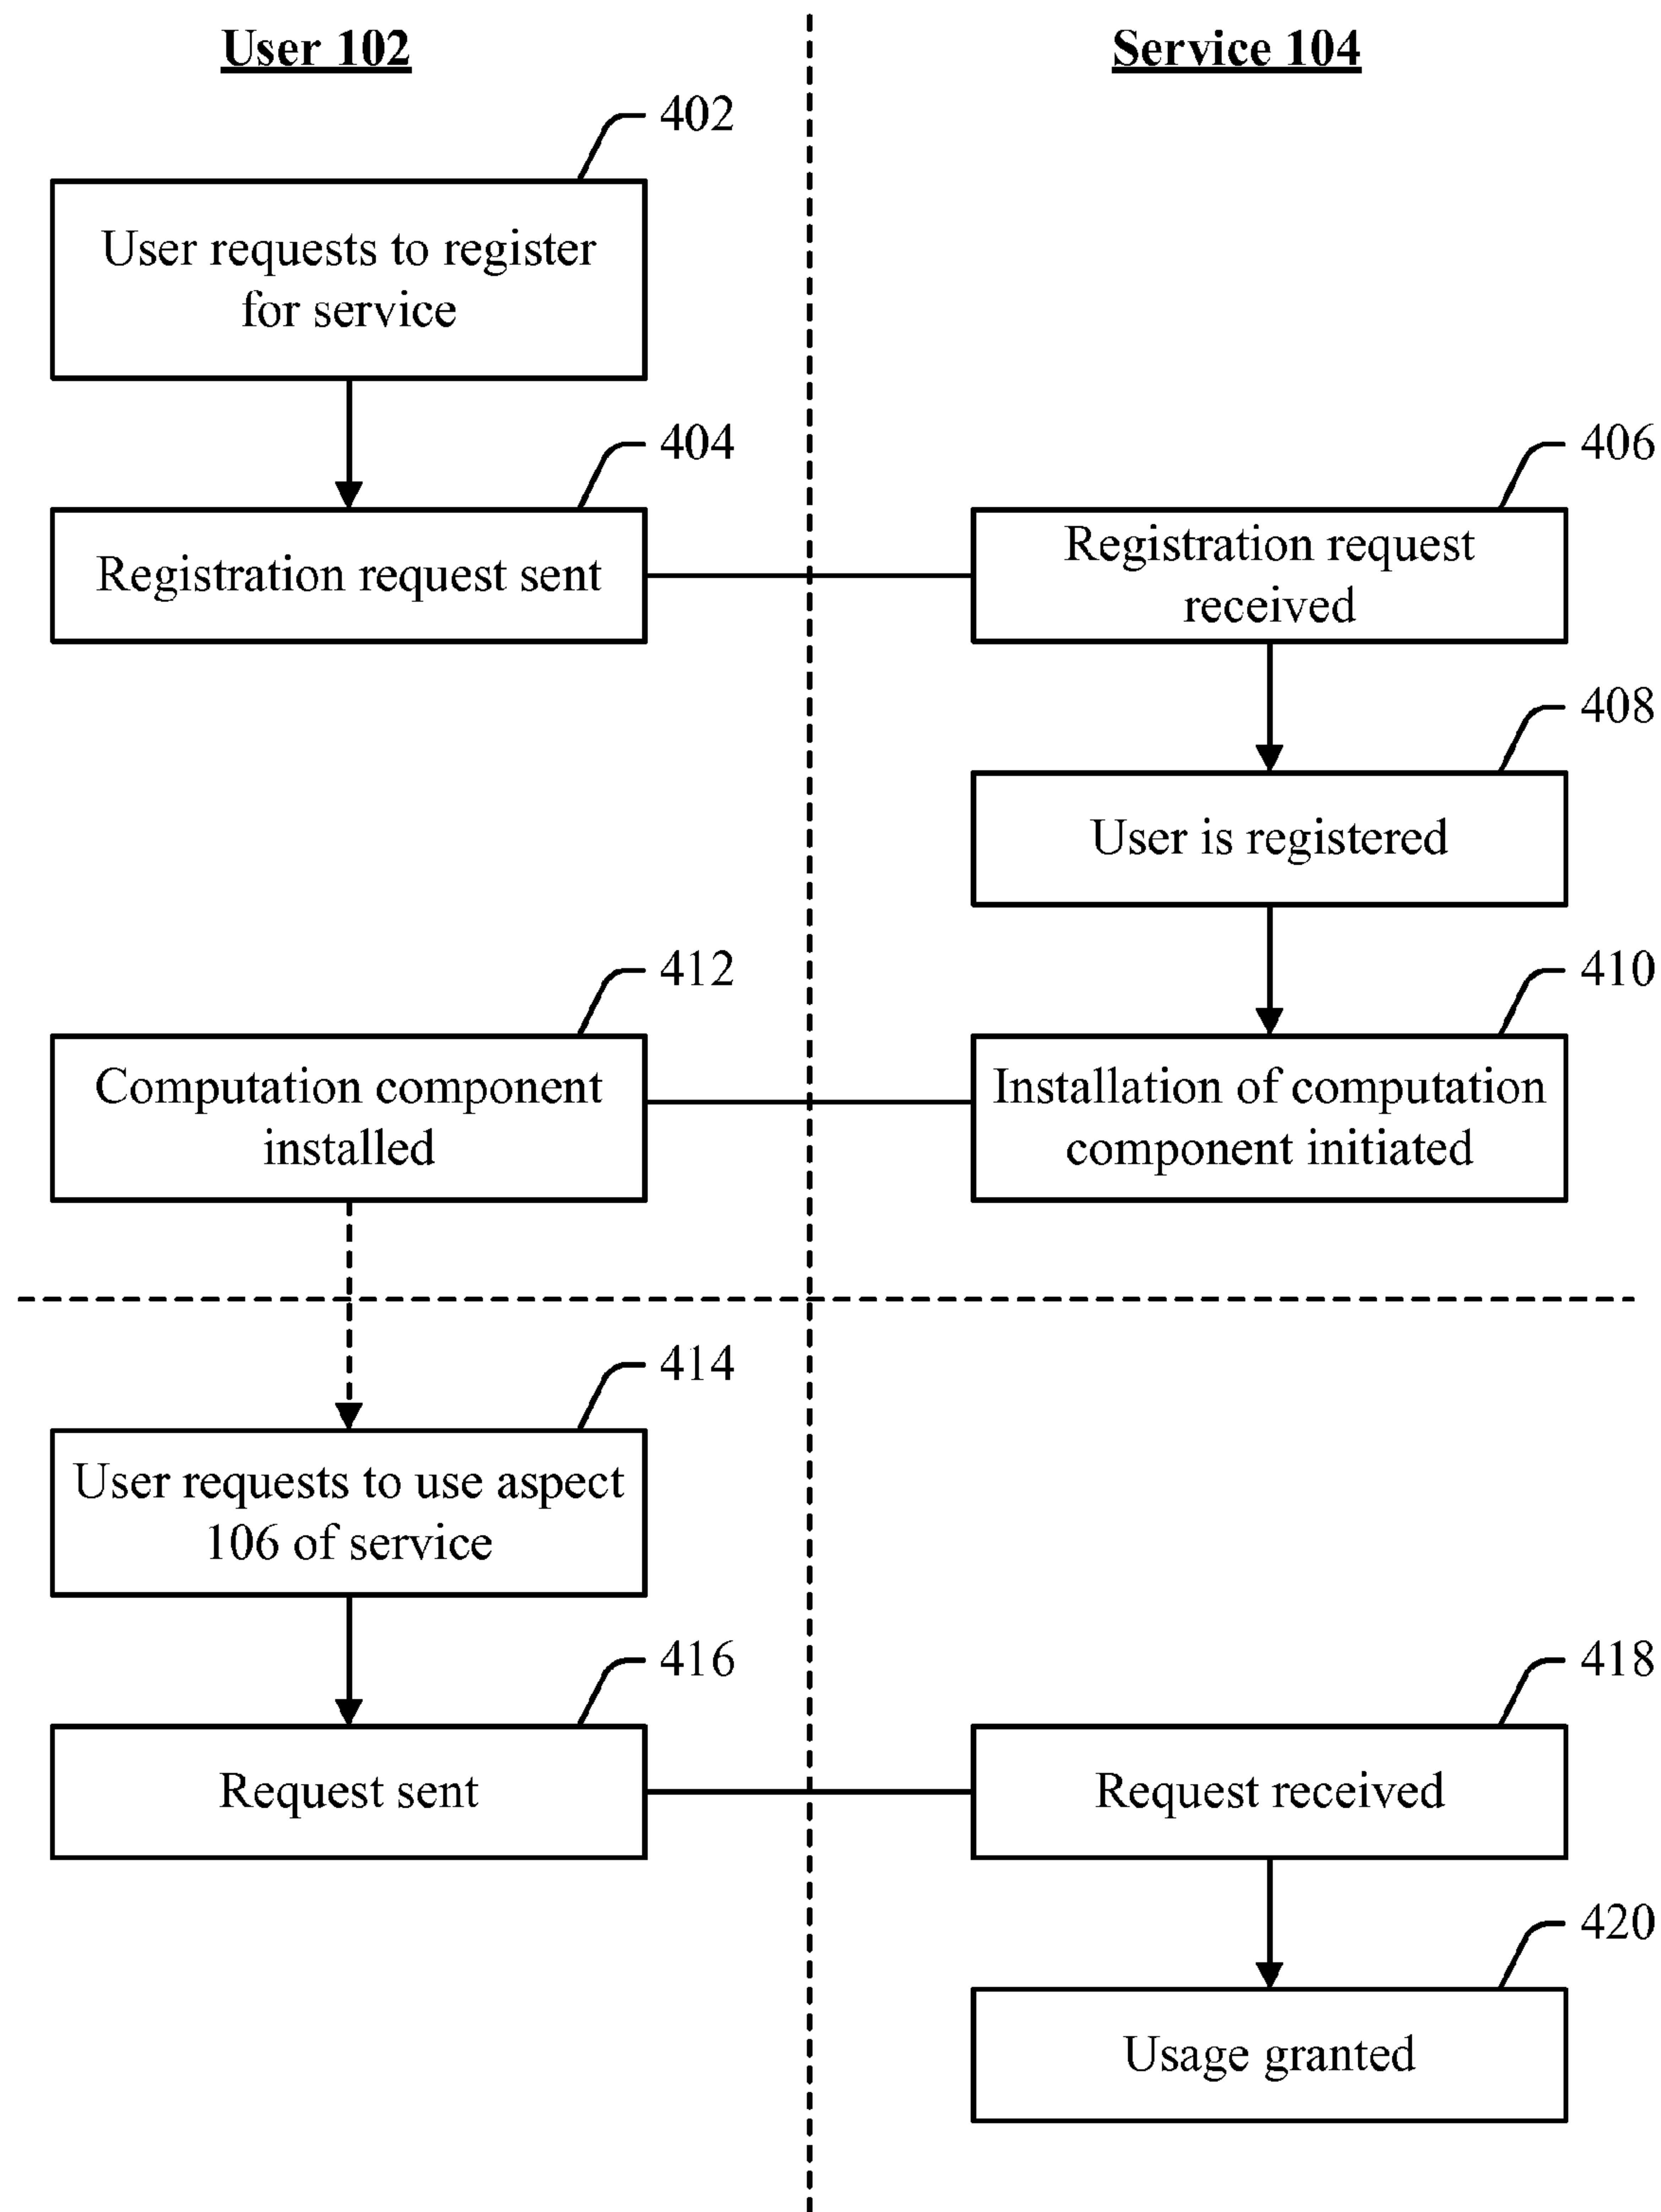 User 102
Service 104
402
User requests to register
for service
404
Registration request sent
406
Registration request
received
408
User is registered
410
Installation of computation
component initiated
412
Computation component
installed
414
User requests to use aspect
106 of service
416
Request sent
418
Request received
420
Usage granted